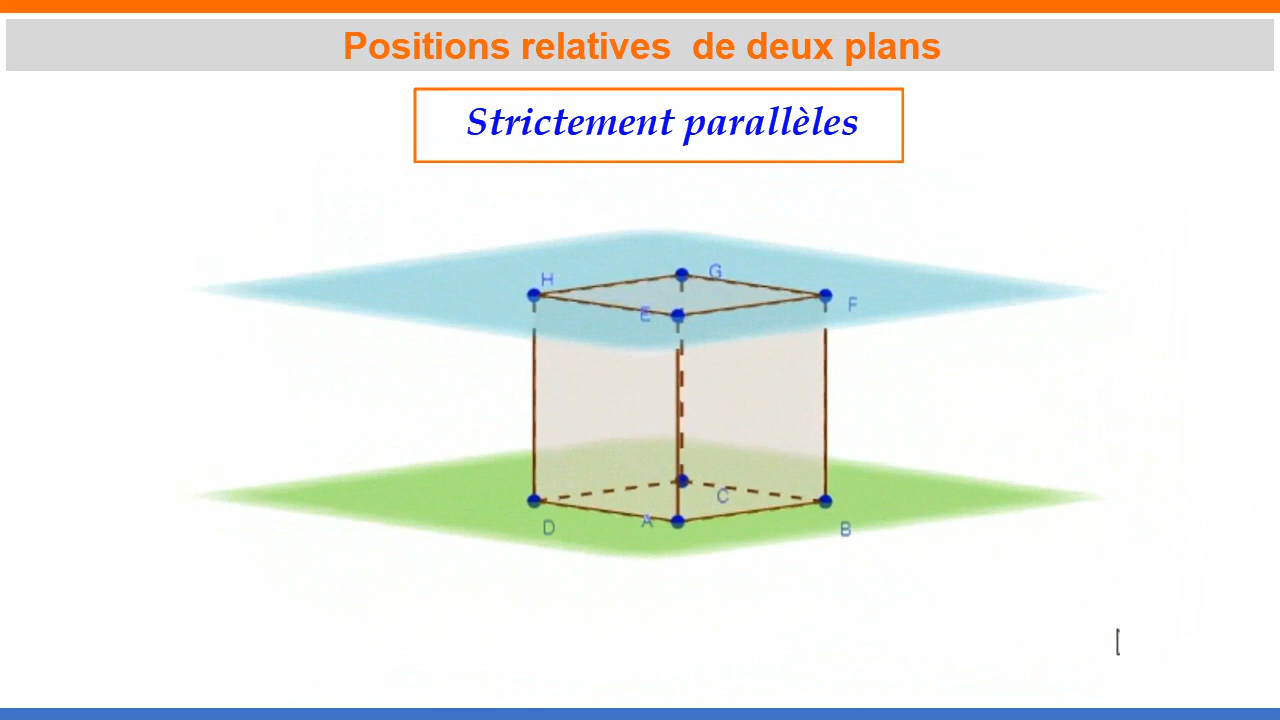 Positions relatives de deux plans
Strictement parallèles
H
G
E
F
C
D
A
B
[